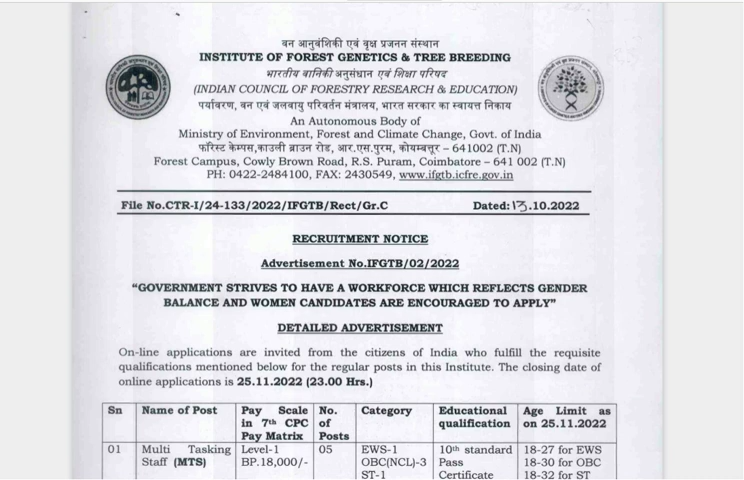 वन आनुवंशिकी एवं वृक्ष प्रजनन संस्थान
INSTITUTE OF FOREST GENETICS & TREE BREEDING
भारतीय वानिकी अनुसंधान एवं शिक्षा परिषद
(INDIAN COUNCIL OF FORESTRY RESEARCH & EDUCATION)
पर्यावरण, वन एवं जलवायु परिवर्तन मंत्रालय, भारत सरकार का स्वायत्त निकाय
An Autonomous Body of
Ministry of Environment, Forest and Climate Change, Govt. of India
फॉरेस्ट केम्पस,काउली ब्राउन रोड, आर.एस.पुरम, कोयम्बत्तूर – 641002 (T.N)
Forest Campus, Cowly Brown Road, R.S. Puram, Coimbatore – 641 002 (T.N)
PH: 0422-2484100, FAX: 2430549, www.ifgtb.icfre.gov.in
File No.CTR-I/24-133/2022/IFGTB/Rect/Gr.C Dated:13.10.2022
RECRUITMENT NOTICE
Advertisement No.IFGTB/02/2022
“GOVERNMENT STRIVES TO HAVE A WORKFORCE WHICH REFLECTS GENDER
BALANCE AND WOMEN CANDIDATES ARE ENCOURAGED TO APPLY”
DETAILED ADVERTISEMENT
On-line applications are invited from the citizens of India who fulfill the requisite
qualifications mentioned below for the regular posts in this Institute. The closing date of
online applications is 25.11.2022 (23.00 Hrs.)
Sn Name of Post Pay Scale No. Category Educational Age Limit as
in 7th CPC of qualification on 25.11.2022
Pay Matrix Posts
01 Multi Tasking Level-1 05 EWS-1 10th standard 18-27 for EWS
Staff (MTS) BP.18,000/- OBC(NCL)-3 Pass 18-30 for OBC
ST-1 Certificate 18-32 for ST